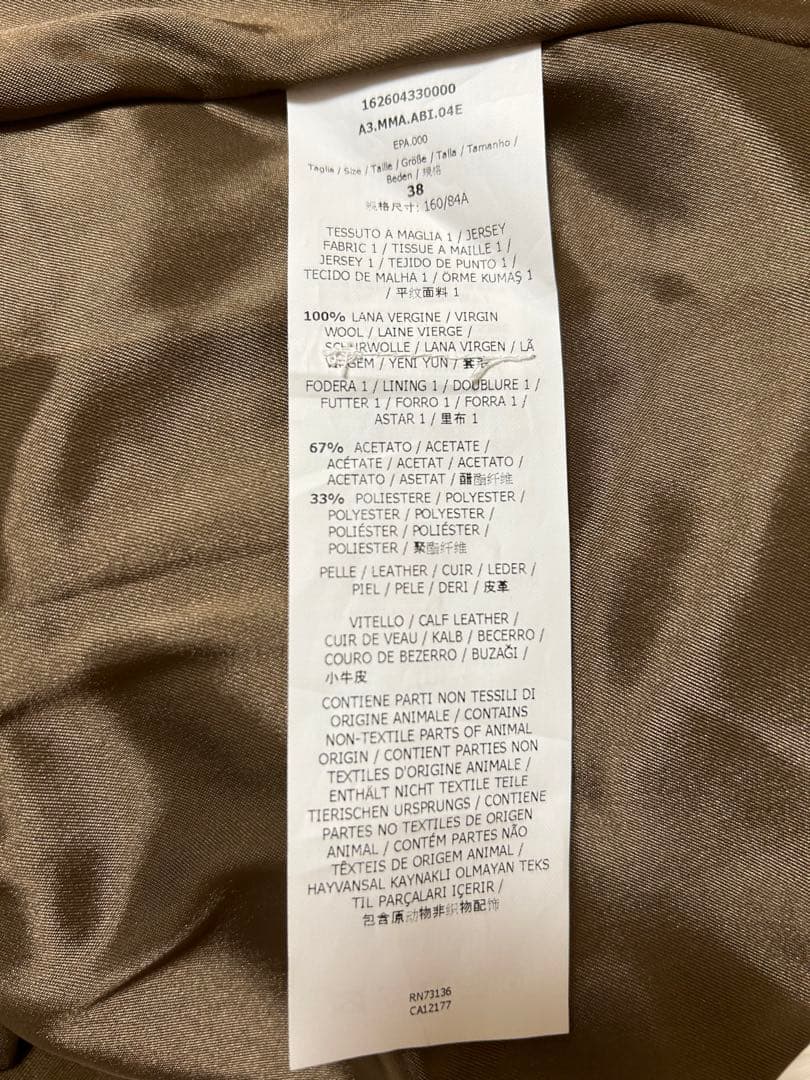 162604330000
A3.MMA.ABI.04E
EPA.000
Taglia / Size / Taille / Größe / Talla / Tamanho /
Beden / 规格
38
规格尺寸: 160/84A
TESSUTO A MAGLIA 1 / JERSEY
FABRIC 1 / TISSUE A MAILLE 1 /
JERSEY 1 / TEJIDO DE PUNTO 1 /
TECIDO DE MALHA 1 / ÖRME KUMAŞ 1
/ 平纹面料 1
100% LANA VERGINE / VIRGIN
WOOL / LAINE VIERGE /
SCHURWOLLE / LANA VIRGEN / LÃ
VIRGEM / YENI YUN /
FODERA 1 / LINING 1 / DOUBLURE 1 /
FUTTER 1 / FORRO 1 / FORRA 1 /
ASTAR 1 / 里布 1
67% ACETATO / ACETATE /
ACÉTATE / ACETAT / ACETATO /
ACETATO / ASETAT / 醋酯纤维
33% POLIESTERE / POLYESTER /
POLYESTER / POLYESTER /
POLIÉSTER / POLIÉSTER /
POLIESTER / 聚酯纤维
PELLE / LEATHER / CUIR / LEDER /
PIEL / PELE / DERI / 皮革
VITELLO / CALF LEATHER /
CUIR DE VEAU / KALB / BECERRO /
COURO DE BEZERRO / BUZAĞI /
小牛皮
CONTIENE PARTI NON TESSILI DI
ORIGINE ANIMALE / CONTAINS
NON-TEXTILE PARTS OF ANIMAL
ORIGIN / CONTIENT PARTIES NON
TEXTILES D'ORIGINE ANIMALE /
ENTHÄLT NICHT TEXTILE TEILE
TIERISCHEN URSPRUNGS / CONTIENE
PARTES NO TEXTILES DE ORIGEN
ANIMAL / CONTÉM PARTES NÃO
TÊXTEIS DE ORIGEM ANIMAL /
HAYVANSAL KAYNAKLI OLMAYAN TEKS
TIL PARÇALARI IÇERIR /
包含原动物非织物配饰
RN73136
CA12177